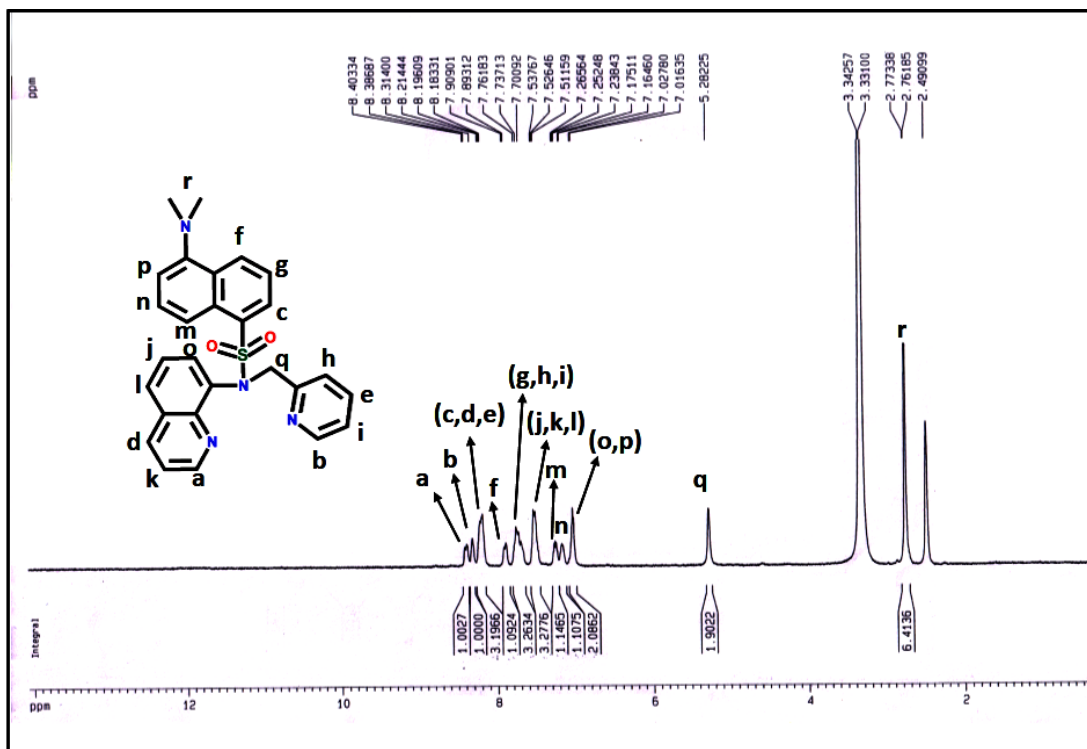 ppm
8.40334
8.38687
8.31400
8.21444
8.19609
8.18331
7.90901
7.89312
7.76183
7.73713
7.70092
7.53767
7.52646
7.51159
7.26564
7.25248
7.23843
7.17511
7.16460
7.02780
7.01635
5.28225
3.34257
3.33100
2.77338
2.76185
2.49099
r
N
f
p
g
n
c
m
o
O
O
S
j
q
h
l
N
e
N
i
d
N
b
k
a
a
b
(c,d,e)
f
(g,h,i)
(j,k,l)
m
n
(o,p)
q
r
Integral
1.0027
1.0000
3.1966
1.0924
3.2634
3.2776
1.1465
1.1075
2.0862
1.9022
6.4136
ppm
12
10
8
6
4
2